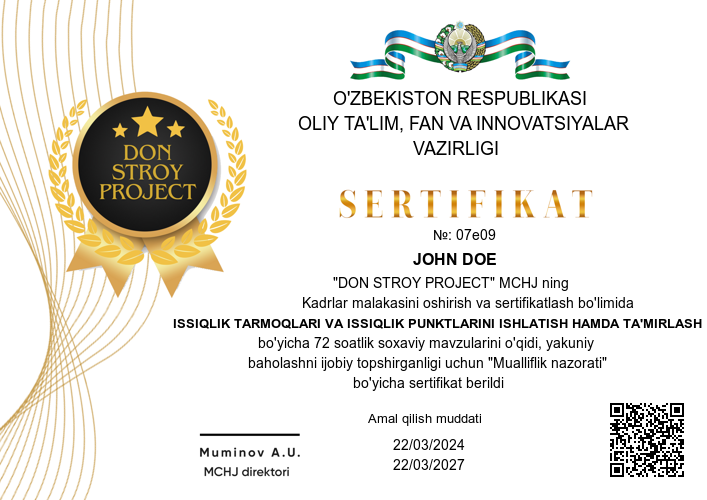 O'ZBEKISTON RESPUBLIKASI
OLIY TA'LIM, FAN VA INNOVATSIYALAR
VAZIRLIGI
DON
STROY
PROJECT
SERTIFIKAT
№: 07e09
JOHN DOE
"DON STROY PROJECT" MCHJ ning
Kadrlar malakasini oshirish va sertifikatlash bo'limida
ISSIQLIK TARMOQLARI VA ISSIQLIK PUNKTLARINI ISHLATISH HAMDA TA'MIRLASH
bo'yicha 72 soatlik soxaviy mavzularini o'qidi, yakuniy
baholashni ijobiy topshirganligi uchun "Mualliflik nazorati"
bo'yicha sertifikat berildi
Amal qilish muddati
22/03/2024
22/03/2027
Muminov A.U.
MCHJ direktori